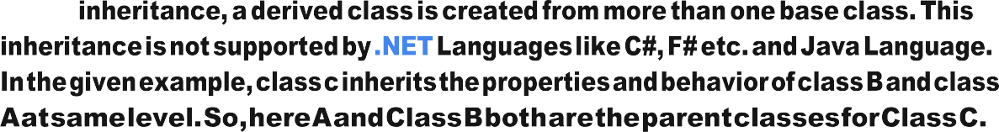 inheritance, a derived class is created from more than one base class. This
inheritance is not supported by .NET Languages like C#, F# etc. and Java Language.
In the given example, class c inherits the properties and behavior of class B and class
A at same level. So, here A and Class B both are the parent classes for Class C.